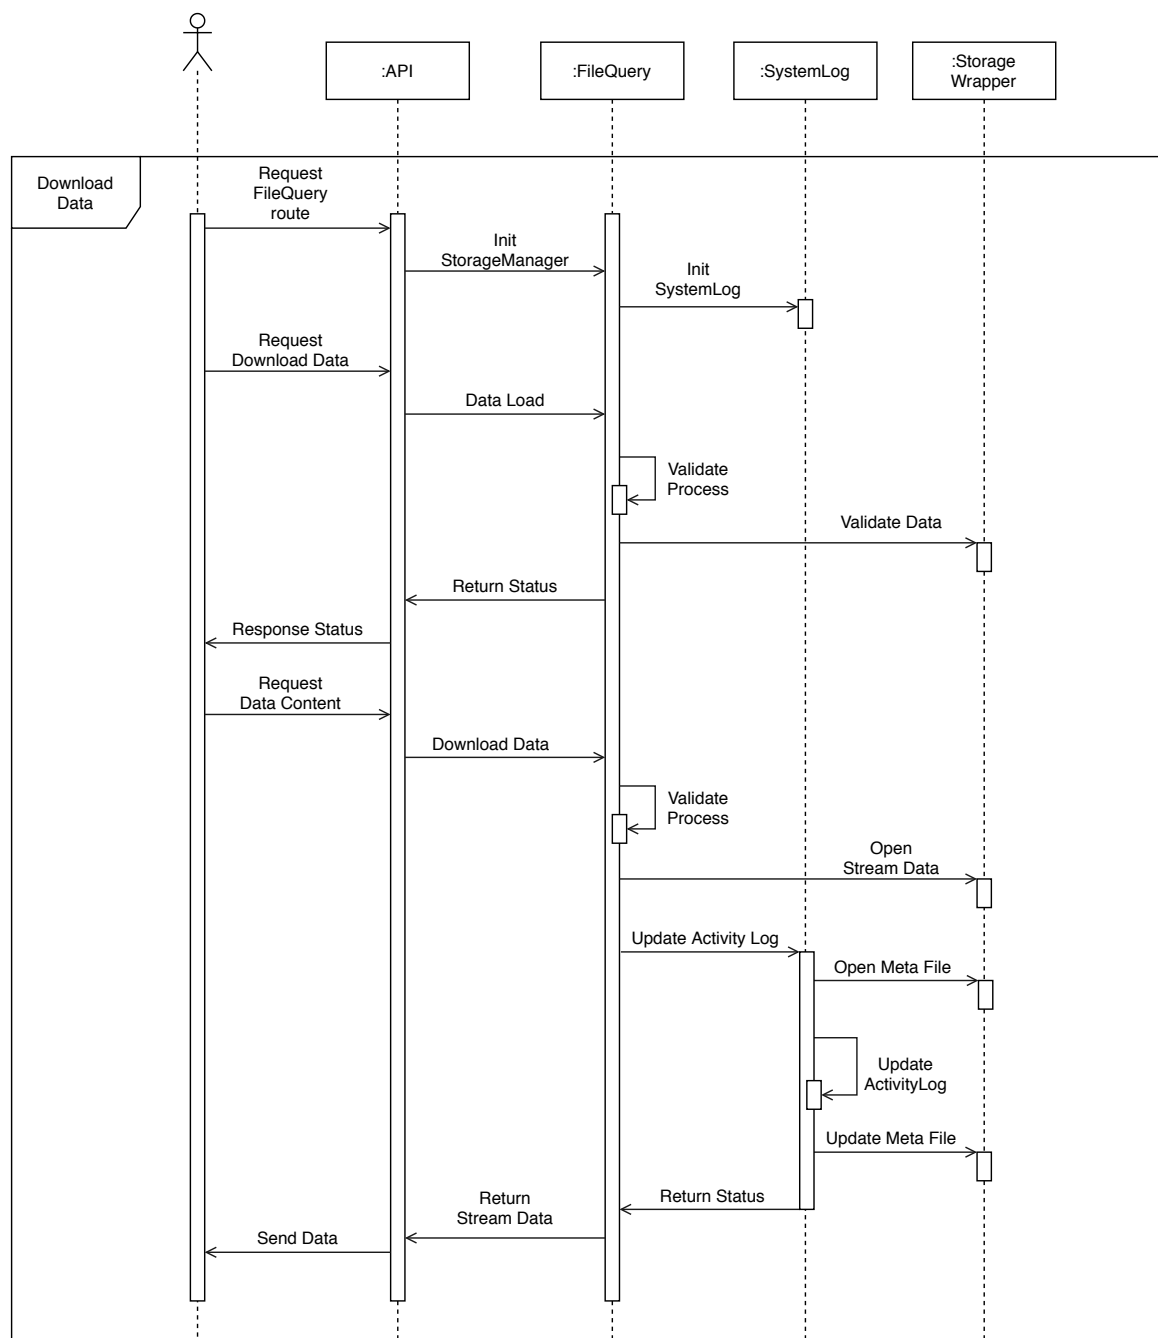 :API
:FileQuery
:SystemLog
:Storage
Wrapper
Download
Data
Request
FileQuery
route
Init
StorageManager
Init
SystemLog
Request
Download Data
Data Load
Validate
Process
Validate Data
Return Status
Response Status
Request
Data Content
Download Data
Validate
Process
Open
Stream Data
Update Activity Log
Open Meta File
Update
ActivityLog
Update Meta File
Return Status
Return
Stream Data
Send Data